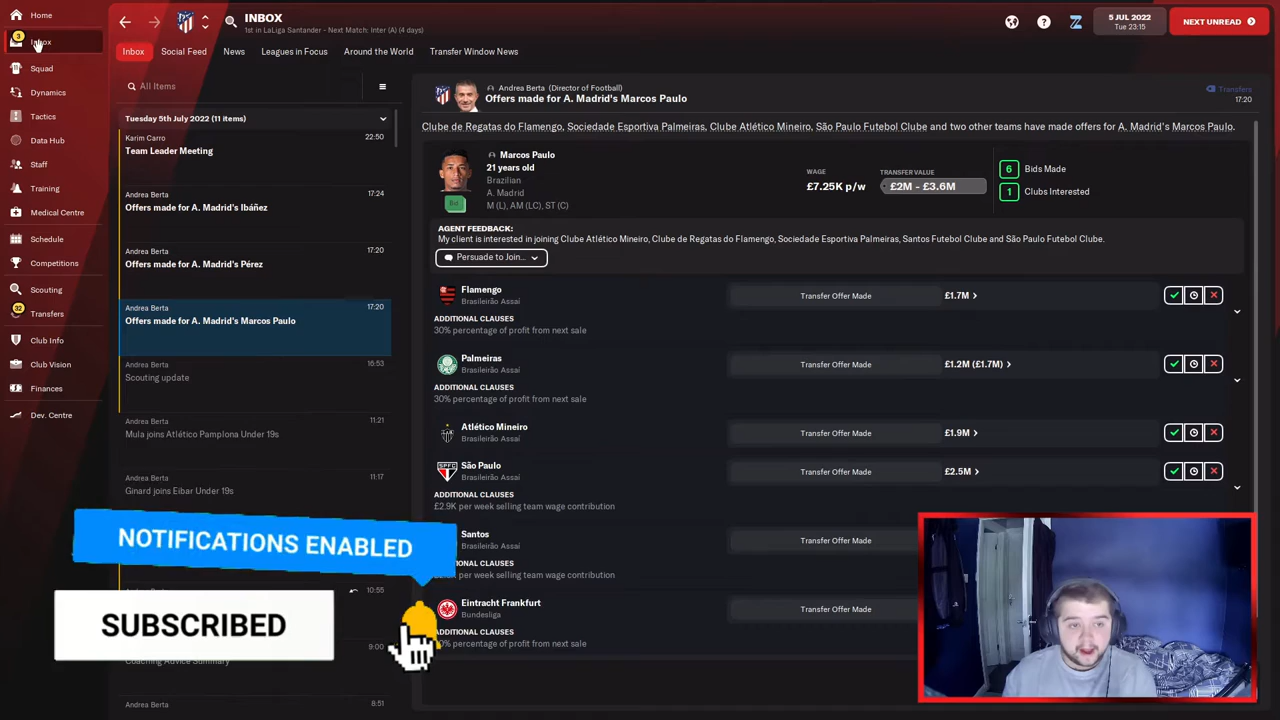 Home
INBOX
1st in LaLiga Santander - Next Match: Inter (A) (4 days)
5 JUL 2022
Tue 23:15
NEXT UNREAD
3
Inbox
Squad
Dynamics
Tactics
Data Hub
Staff
Training
Medical Centre
Schedule
Competitions
Scouting
32
Transfers
Club Info
Club Vision
Finances
Dev. Centre
Inbox Social Feed News Leagues in Focus Around the World Transfer Window News
All Items
Tuesday 5th July 2022 (11 items)
Karim Carro 22:50
Team Leader Meeting
Andrea Berta 17:24
Offers made for A. Madrid's Ibáñez
Andrea Berta 17:20
Offers made for A. Madrid's Pérez
Andrea Berta 17:20
Offers made for A. Madrid's Marcos Paulo
Andrea Berta 16:53
Scouting update
Andrea Berta 11:21
Mula joins Atlético Pamplona Under 19s
Andrea Berta 11:17
Ginard joins Eibar Under 19s
10:55
9:00
Coaching Advice Summary
Andrea Berta 8:51
Andrea Berta (Director of Football)
Offers made for A. Madrid's Marcos Paulo
Transfers
17:20
Clube de Regatas do Flamengo, Sociedade Esportiva Palmeiras, Clube Atlético Mineiro, São Paulo Futebol Clube and two other teams have made offers for A. Madrid's Marcos Paulo.
Marcos Paulo
21 years old
Brazilian
A. Madrid
M (L), AM (LC), ST (C)
Bid
WAGE
£7.25K p/w
TRANSFER VALUE
£2M - £3.6M
6 Bids Made
1 Clubs Interested
AGENT FEEDBACK:
My client is interested in joining Clube Atlético Mineiro, Clube de Regatas do Flamengo, Sociedade Esportiva Palmeiras, Santos Futebol Clube and São Paulo Futebol Clube.
Persuade to Join...
Flamengo
Brasileirão Assaí
Transfer Offer Made £1.7M
ADDITIONAL CLAUSES
30% percentage of profit from next sale
Palmeiras
Brasileirão Assaí
Transfer Offer Made £1.2M (£1.7M)
ADDITIONAL CLAUSES
30% percentage of profit from next sale
Atlético Mineiro
Brasileirão Assaí
Transfer Offer Made £1.9M
São Paulo
Brasileirão Assaí
Transfer Offer Made £2.5M
ADDITIONAL CLAUSES
£2.9K per week selling team wage contribution
Santos
Brasileirão Assaí
Transfer Offer Made
ADDITIONAL CLAUSES
per week selling team wage contribution
Eintracht Frankfurt
Bundesliga
Transfer Offer Made
ADDITIONAL CLAUSES
percentage of profit from next sale
NOTIFICATIONS ENABLED
SUBSCRIBED